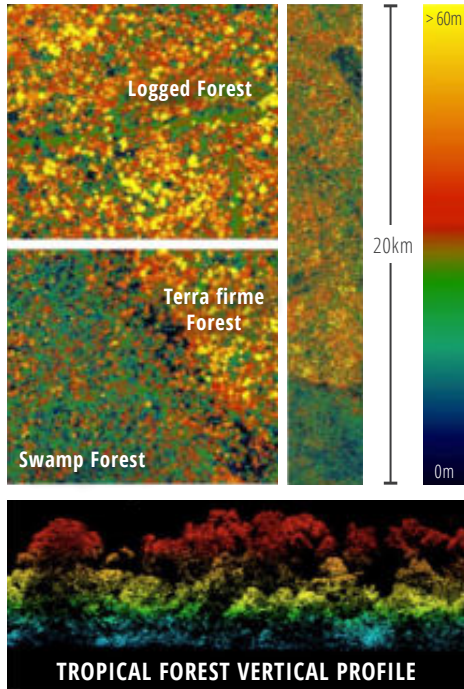 Logged Forest
Terra firme
Forest
Swamp Forest
20km
> 60m
0m
TROPICAL FOREST VERTICAL PROFILE